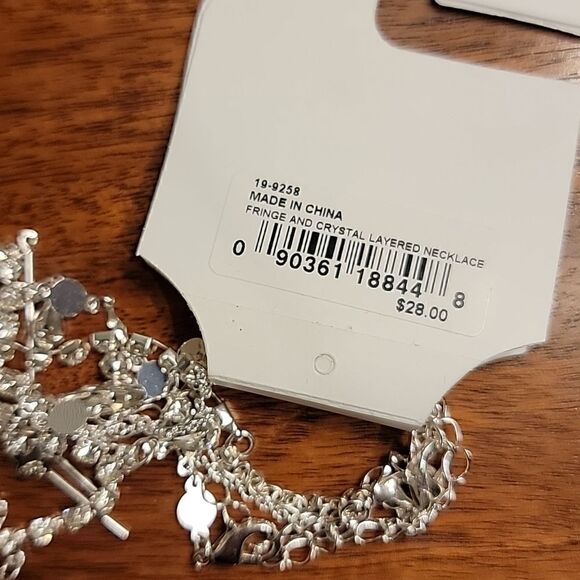 19-9258
MADE IN CHINA
FRINGE AND CRYSTAL LAYERED NECKLACE
0 90361 18844 8
$28.00